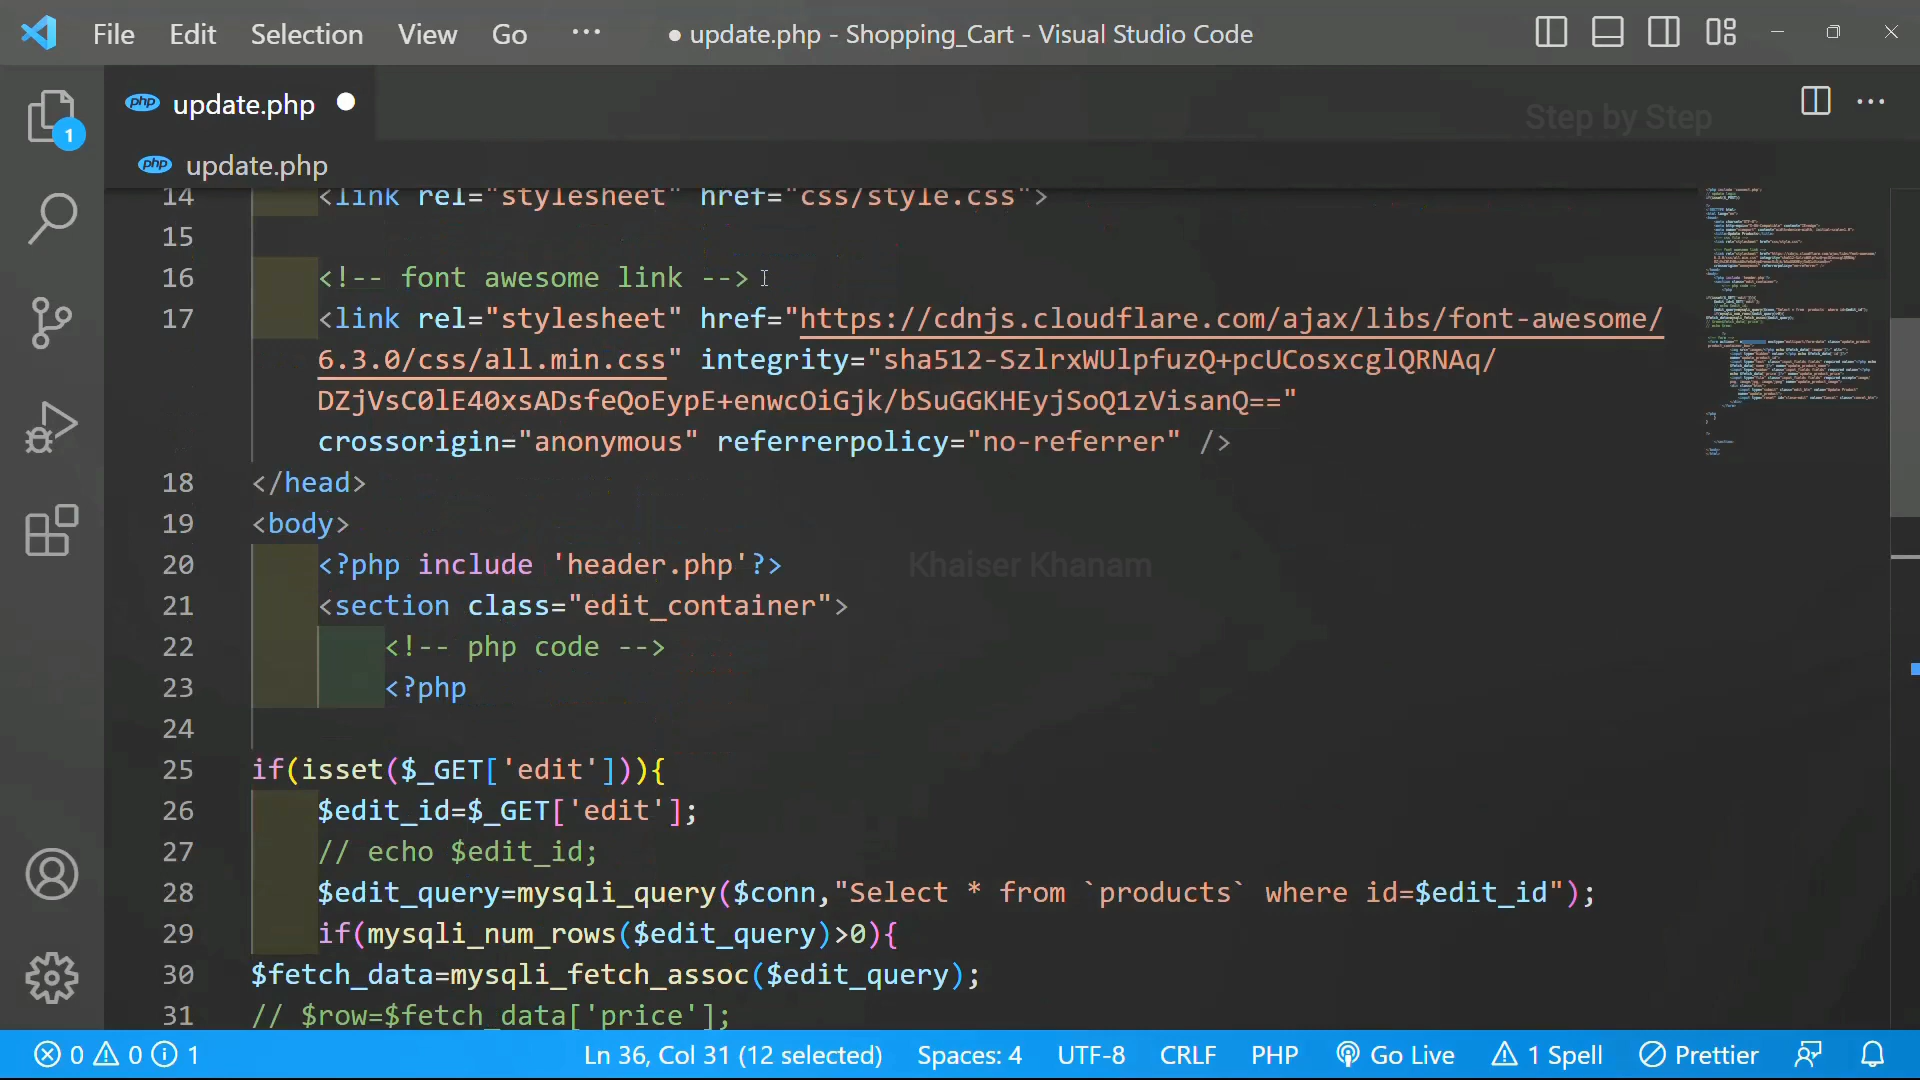 File Edit Selection View Go ··· ● update.php - Shopping_Cart - Visual Studio Code
php update.php ●
Step by Step
1
php update.php
14 <link rel="stylesheet" href="css/style.css">
15
16 <!-- font awesome link -->
17 <link rel="stylesheet" href="https://cdnjs.cloudflare.com/ajax/libs/font-awesome/
6.3.0/css/all.min.css" integrity="sha512-SzlrxWUlpfuzQ+pcUCosxcglQRNAq/
DZjVsC0lE40xsADsfeQoEypE+enwcOiGjk/bSuGGKHEyjSoQ1zVisanQ=="
crossorigin="anonymous" referrerpolicy="no-referrer" />
18 </head>
19 <body>
20 <?php include 'header.php'?>
Khaiser Khanam
21 <section class="edit_container">
22 <!-- php code -->
23 <?php
24
25 if(isset($_GET['edit'])){
26 $edit_id=$_GET['edit'];
27 // echo $edit_id;
28 $edit_query=mysqli_query($conn,"Select * from `products` where id=$edit_id");
29 if(mysqli_num_rows($edit_query)>0){
30 $fetch_data=mysqli_fetch_assoc($edit_query);
31 // $row=$fetch_data['price'];
0 0 1 Ln 36, Col 31 (12 selected) Spaces: 4 UTF-8 CRLF PHP Go Live 1 Spell Prettier